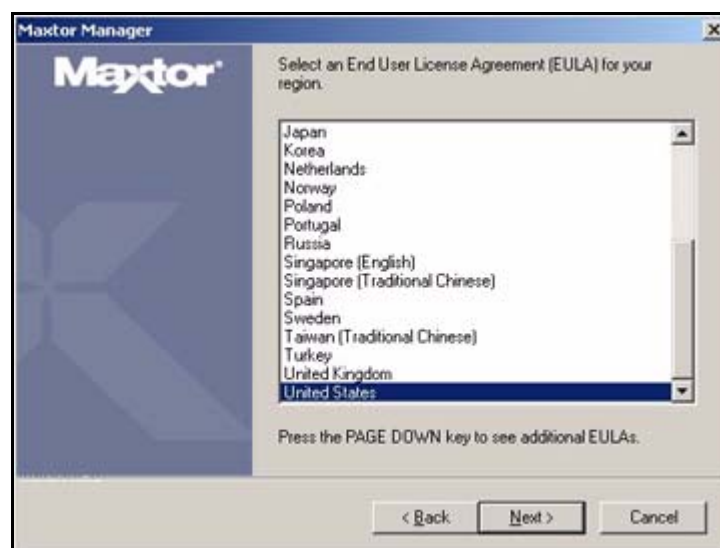 Maxtor Manager
Maxtor
Select an End User License Agreement (EULA) for your
region.
Japan
Korea
Netherlands
Norway
Poland
Portugal
Russia
Singapore (English)
Singapore (Traditional Chinese)
Spain
Sweden
Taiwan (Traditional Chinese)
Turkey
United Kingdom
United States
Press the PAGE DOWN key to see additional EULAs.
< Back
Next >
Cancel